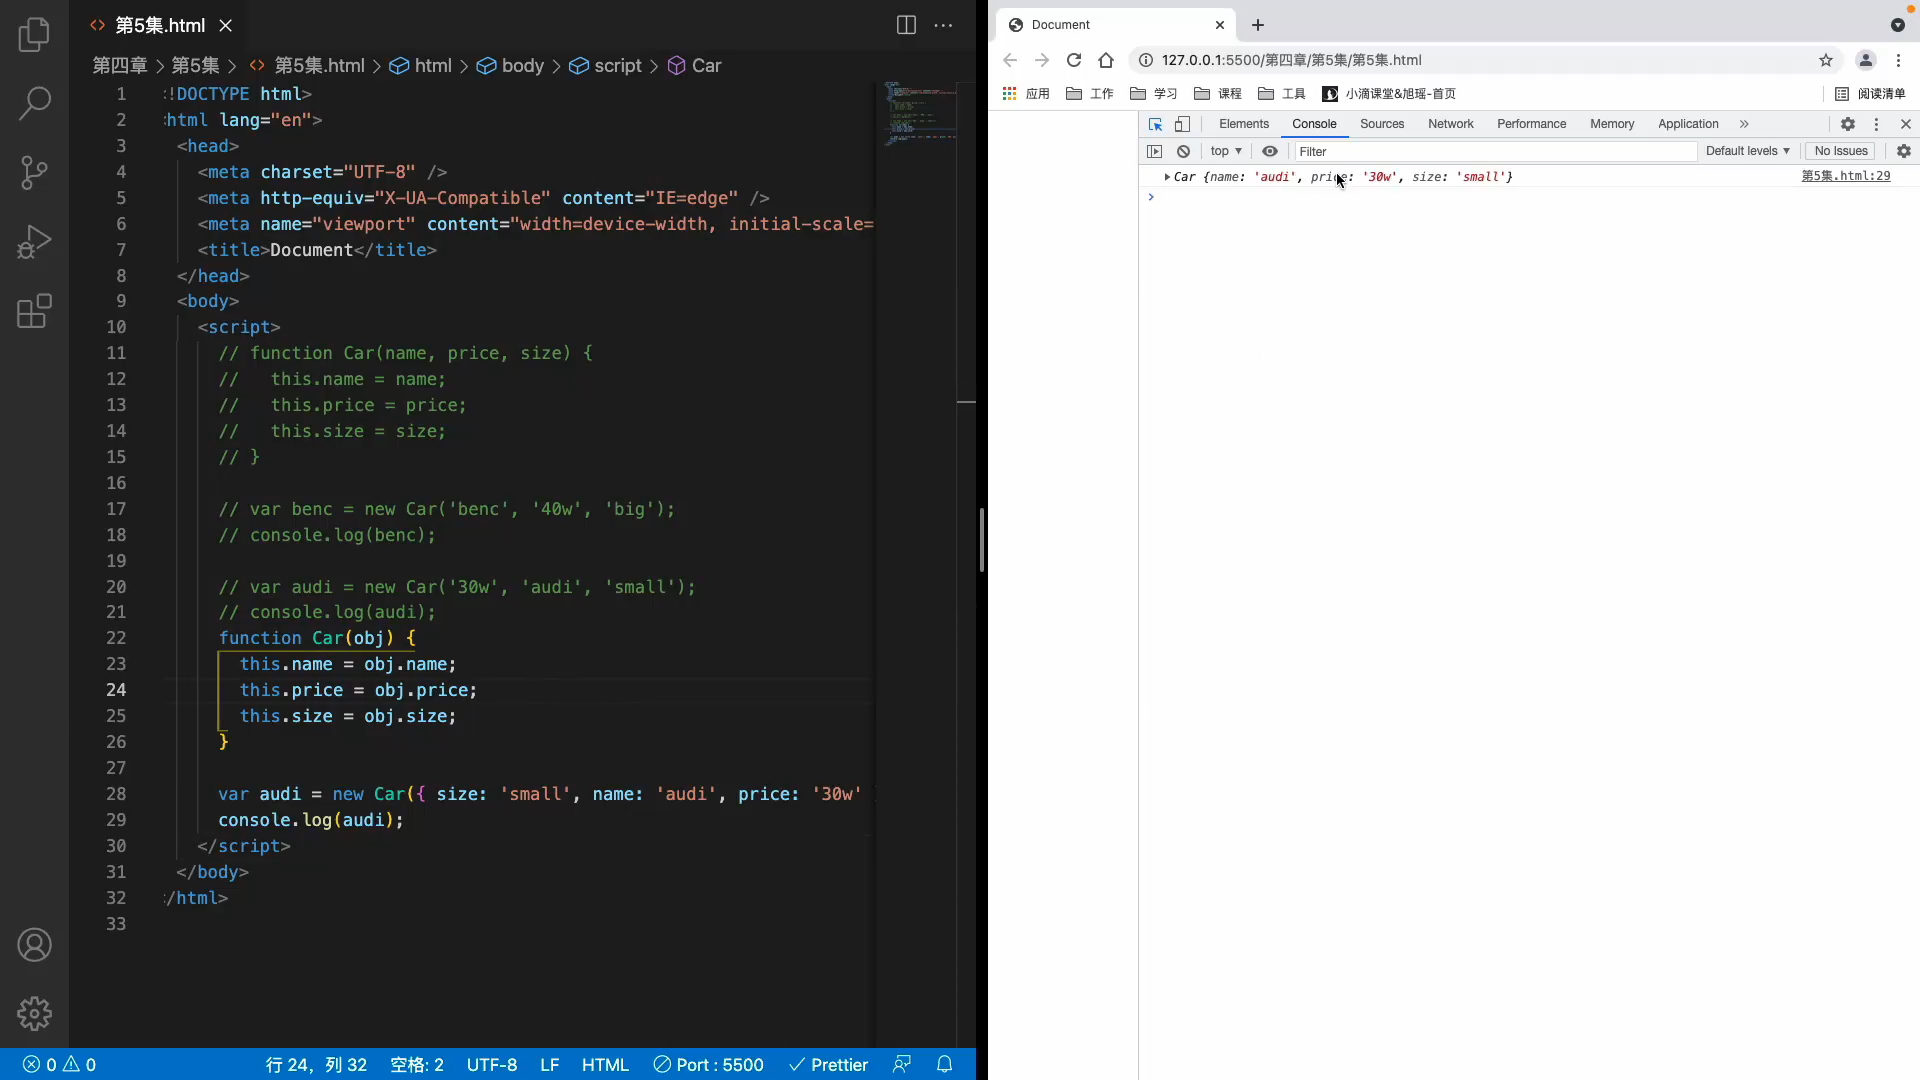 第5集.html
第四章 > 第5集 > 第5集.html > html > body > script > Car
1 !DOCTYPE html>
2 html lang="en">
3 <head>
4 <meta charset="UTF-8" />
5 <meta http-equiv="X-UA-Compatible" content="IE=edge" />
6 <meta name="viewport" content="width=device-width, initial-scale=
7 <title>Document</title>
8 </head>
9 <body>
10 <script>
11 // function Car(name, price, size) {
12 //   this.name = name;
13 //   this.price = price;
14 //   this.size = size;
15 // }
16
17 // var benc = new Car('benc', '40w', 'big');
18 // console.log(benc);
19
20 // var audi = new Car('30w', 'audi', 'small');
21 // console.log(audi);
22 function Car(obj) {
23 this.name = obj.name;
24 this.price = obj.price;
25 this.size = obj.size;
26 }
27
28 var audi = new Car({ size: 'small', name: 'audi', price: '30w'
29 console.log(audi);
30 </script>
31 </body>
32 /html>
33
0 0 行 24，列 32 空格: 2 UTF-8 LF HTML Port : 5500 Prettier
Document
127.0.0.1:5500/第四章/第5集/第5集.html
应用 工作 学习 课程 工具 小滴课堂&旭瑶-首页 阅读清单
Elements Console Sources Network Performance Memory Application »
top Filter Default levels No Issues
Car {name: 'audi', price: '30w', size: 'small'} 第5集.html:29
>